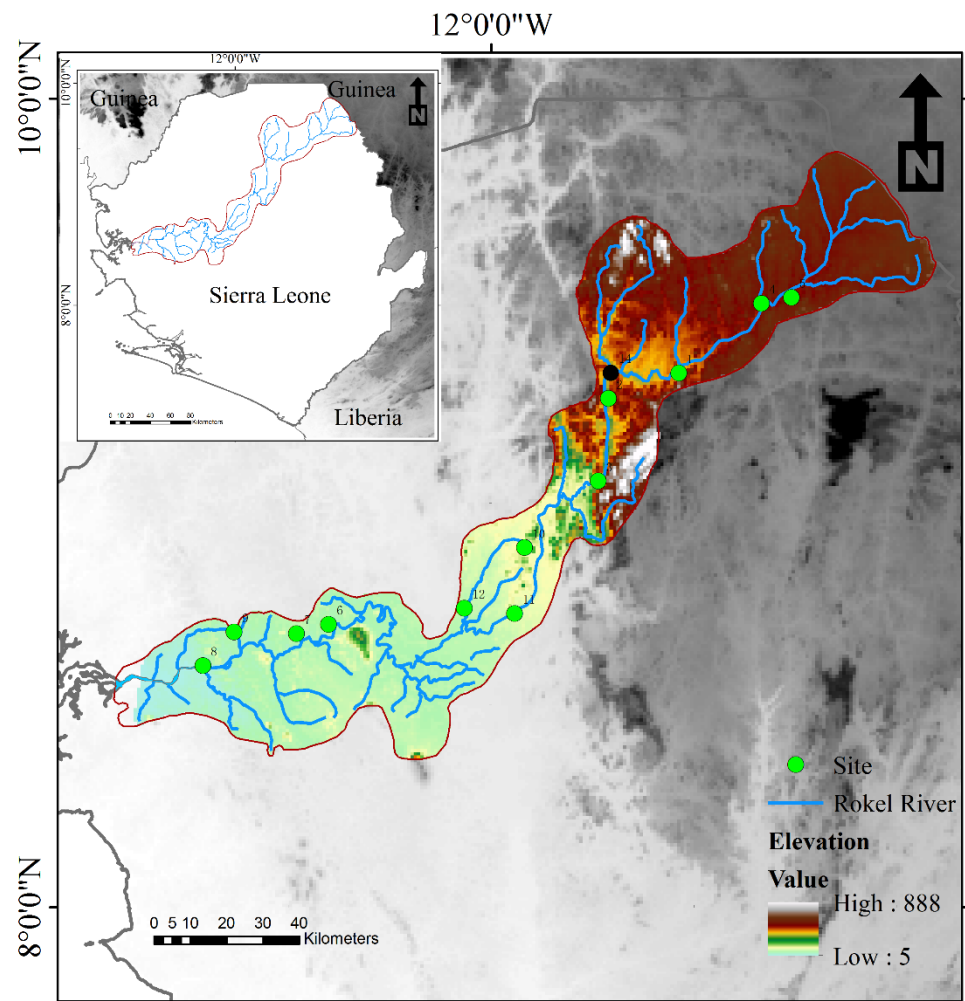 12°0'0"W
10°0'0"N
8°0'0"N
12°0'0"W
10°0'0"N
8°0'0"N
Guinea
Guinea
N
Sierra Leone
Liberia
0 10 20 40 60 80
Kilometers
N
14
10
12
11
6
8
Site
Rokel River
Elevation
Value
High : 888
Low : 5
0 5 10 20 30 40
Kilometers